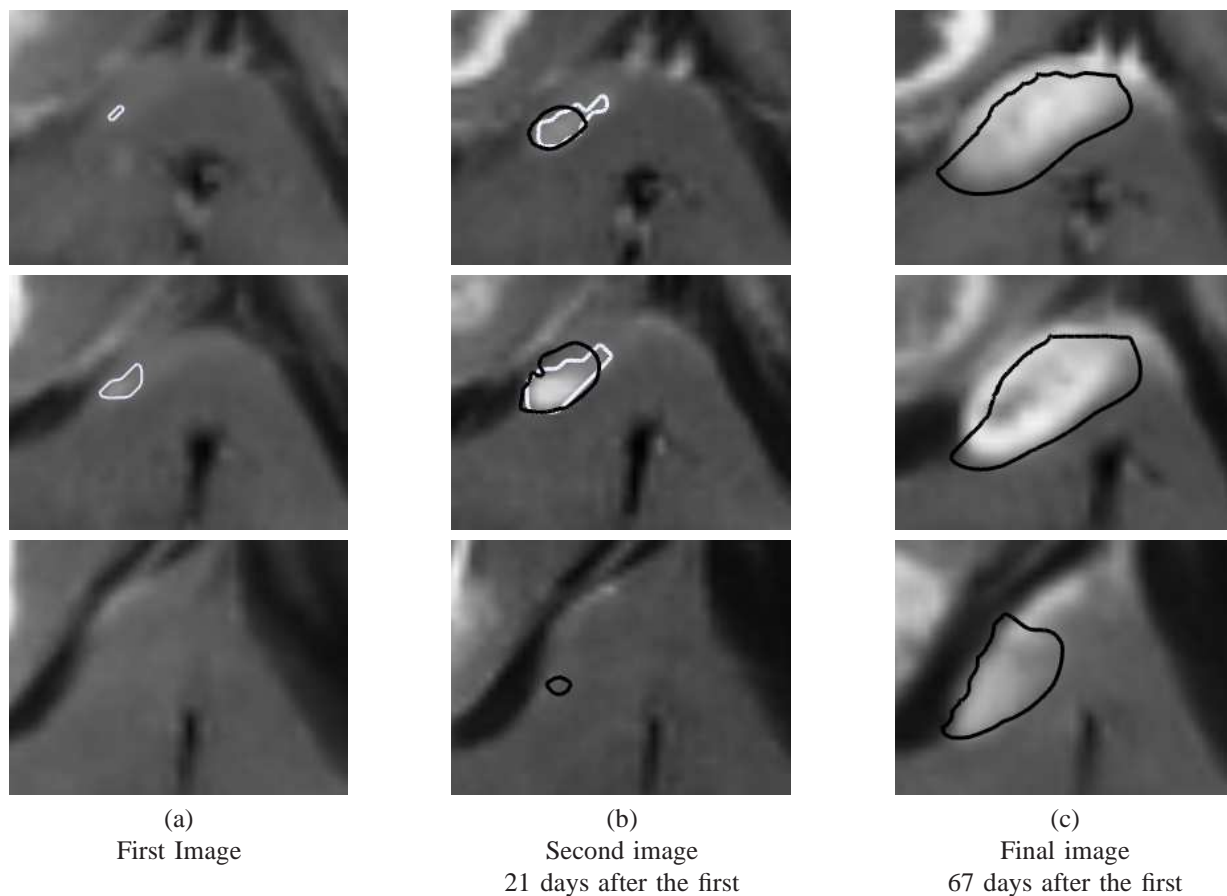 (a)
First Image
(b)
Second image
21 days after the first
(c)
Final image
67 days after the first